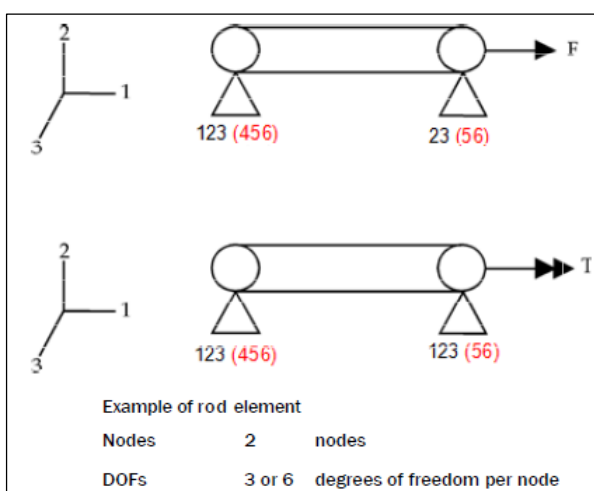 2
1
3
F
123 (456)
23 (56)
2
1
3
T
123 (456)
123 (56)
Example of rod element
Nodes 2 nodes
DOFs 3 or 6 degrees of freedom per node